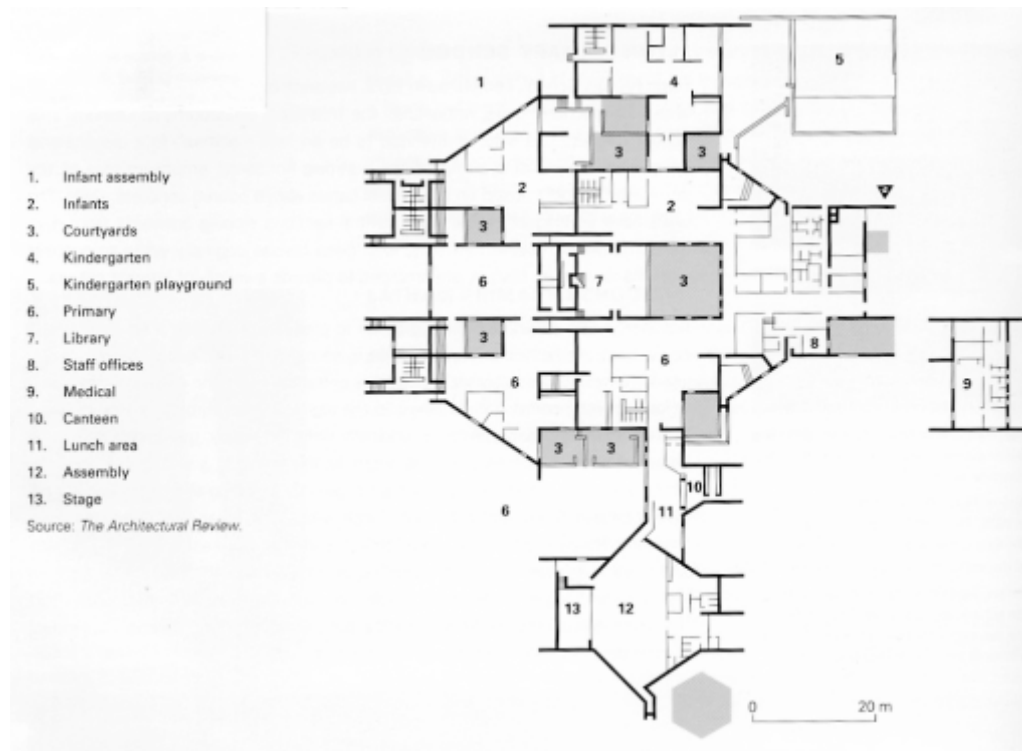 1. Infant assembly
2. Infants
3. Courtyards
4. Kindergarten
5. Kindergarten playground
6. Primary
7. Library
8. Staff offices
9. Medical
10. Canteen
11. Lunch area
12. Assembly
13. Stage
Source: The Architectural Review.
1
4
5
3
3
2
2
3
6
7
3
3
8
6
6
9
3
3
10
6
11
13
12
0
20 m